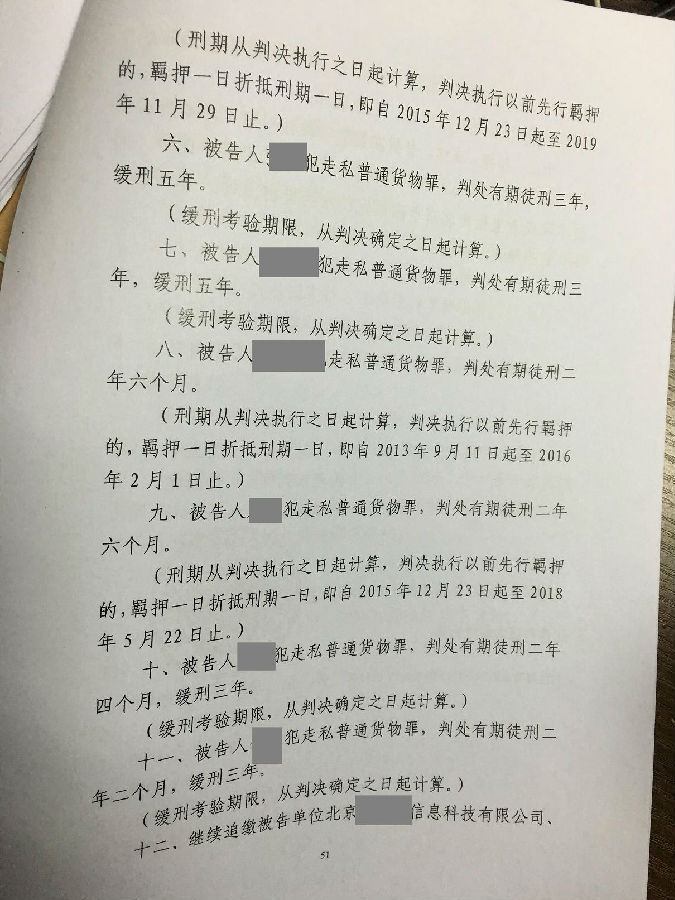 (刑期从判决执行之日起计算，判决执行以前先行羁押
的,羁押一日折抵刑期一日,即自2015年12月23日起至2019
年11月29日止。)
六、被告人犯走私普通货物罪，判处有期徒刑三年，
缓刑五年。
(缓刑考验期限，从判决确定之日起计算。)
七、被告人犯走私普通货物罪，判处有期徒刑三
年，缓刑五年。
(缓刑考验期限，从判决确定之日起计算。)
八、被告人走私普通货物罪，判处有期徒刑二
年六个月。
(刑期从判决执行之日起计算，判决执行以前先行羁押
的，羁押一日折抵刑期一日，即自2013年9月11日起至2016
年2月1日止。)
九、被告人犯走私普通货物罪，判处有期徒刑二年
六个月。
(刑期从判决执行之日起计算，判决执行以前先行羁押
的,羁押一日折抵刑期一日,即自2015年12月23日起至2018
年5月22日止。)
十、被告人犯走私普通货物罪，判处有期徒刑二年
四个月，缓刑三年。
(缓刑考验期限，从判决确定之日起计算。)
十一、被告人犯走私普通货物罪，判处有期徒刑二
年二个月，缓刑三年。
(缓刑考验期限，从判决确定之日起计算。)
十二、继续追缴被告单位北京信息科技有限公司、
51